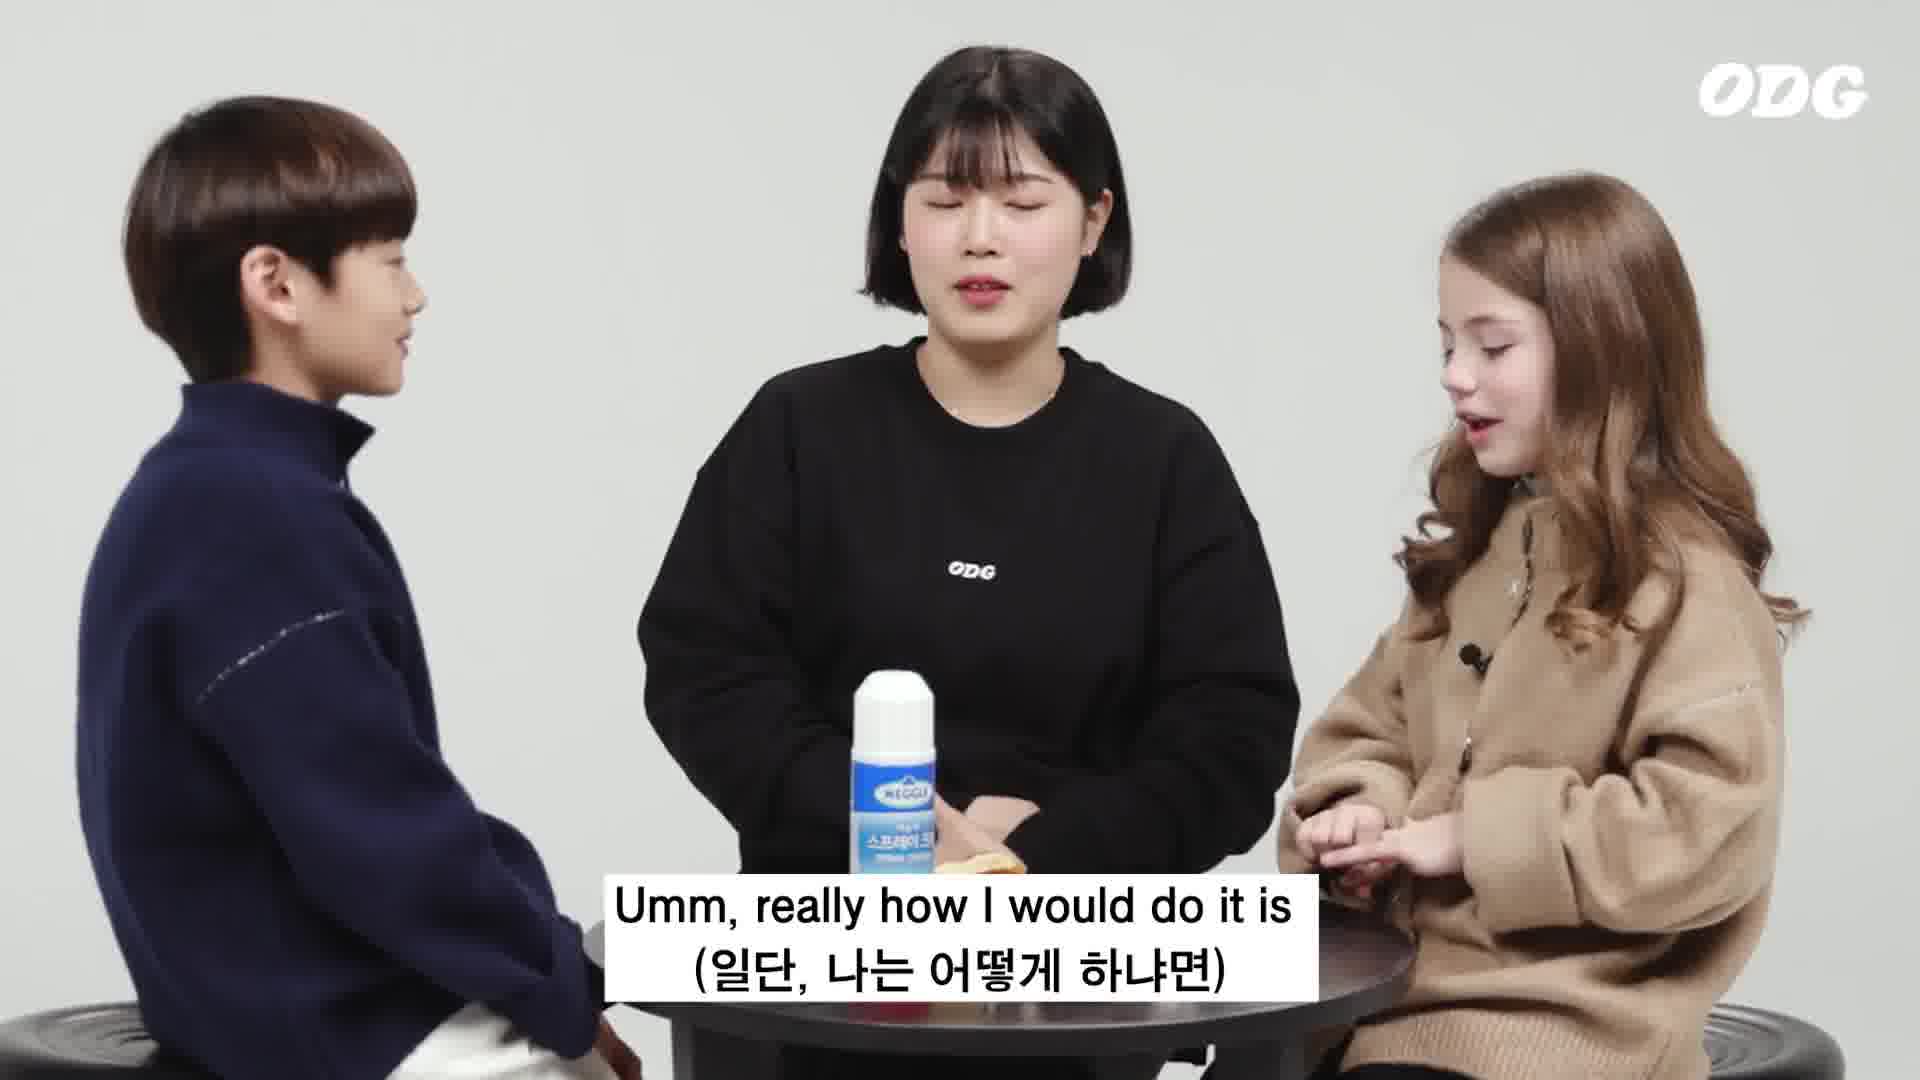 ODG
ODG
MEGGLE
스프레이 크
Umm, really how I would do it is
(일단, 나는 어떻게 하냐면)